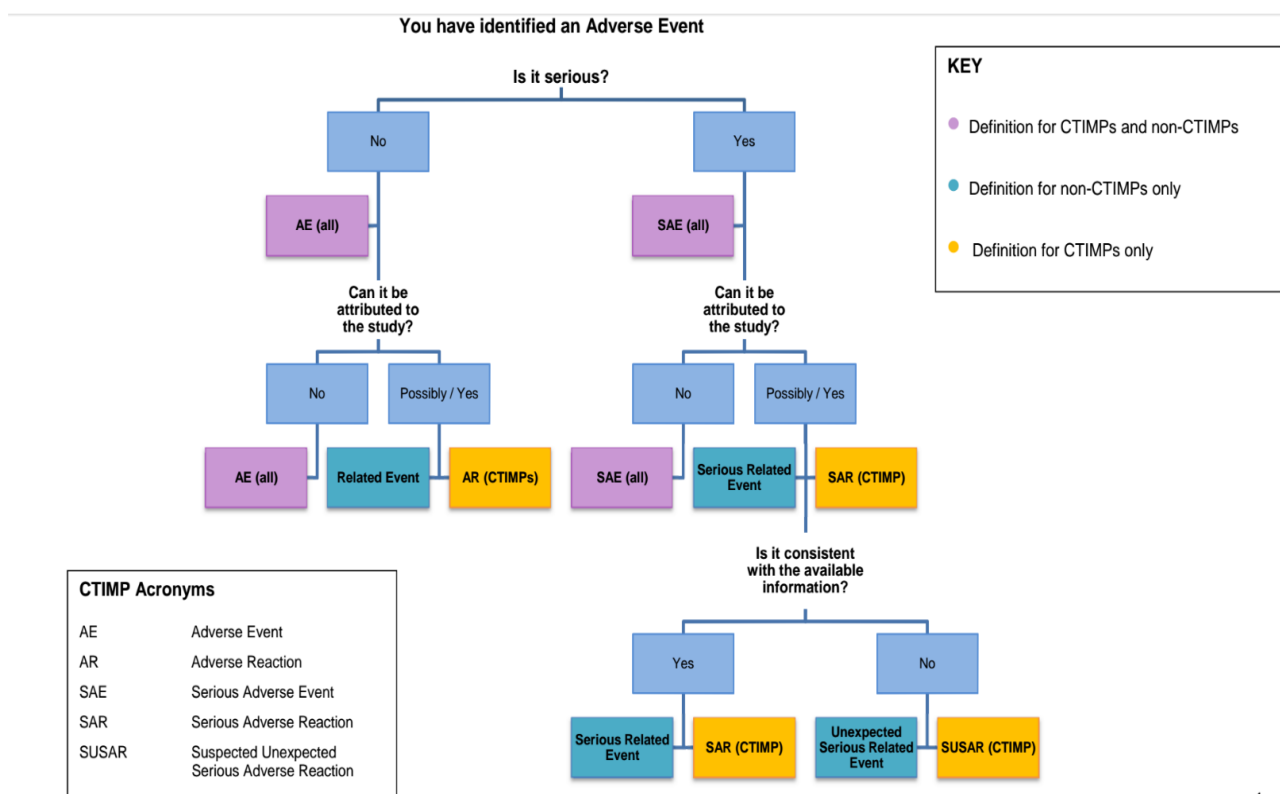 You have identified an Adverse Event
Is it serious?
No
Yes
AE (all)
SAE (all)
Can it be
attributed to
the study?
Can it be
attributed to
the study?
No
Possibly / Yes
No
Possibly / Yes
AE (all)
Related Event
AR (CTIMPs)
SAE (all)
Serious Related
Event
SAR (CTIMP)
Is it consistent
with the available
information?
Yes
No
Serious Related
Event
SAR (CTIMP)
Unexpected
Serious Related
Event
SUSAR (CTIMP)
KEY
Definition for CTIMPs and non-CTIMPs
Definition for non-CTIMPs only
Definition for CTIMPs only
CTIMP Acronyms
AE Adverse Event
AR Adverse Reaction
SAE Serious Adverse Event
SAR Serious Adverse Reaction
SUSAR Suspected Unexpected
Serious Adverse Reaction